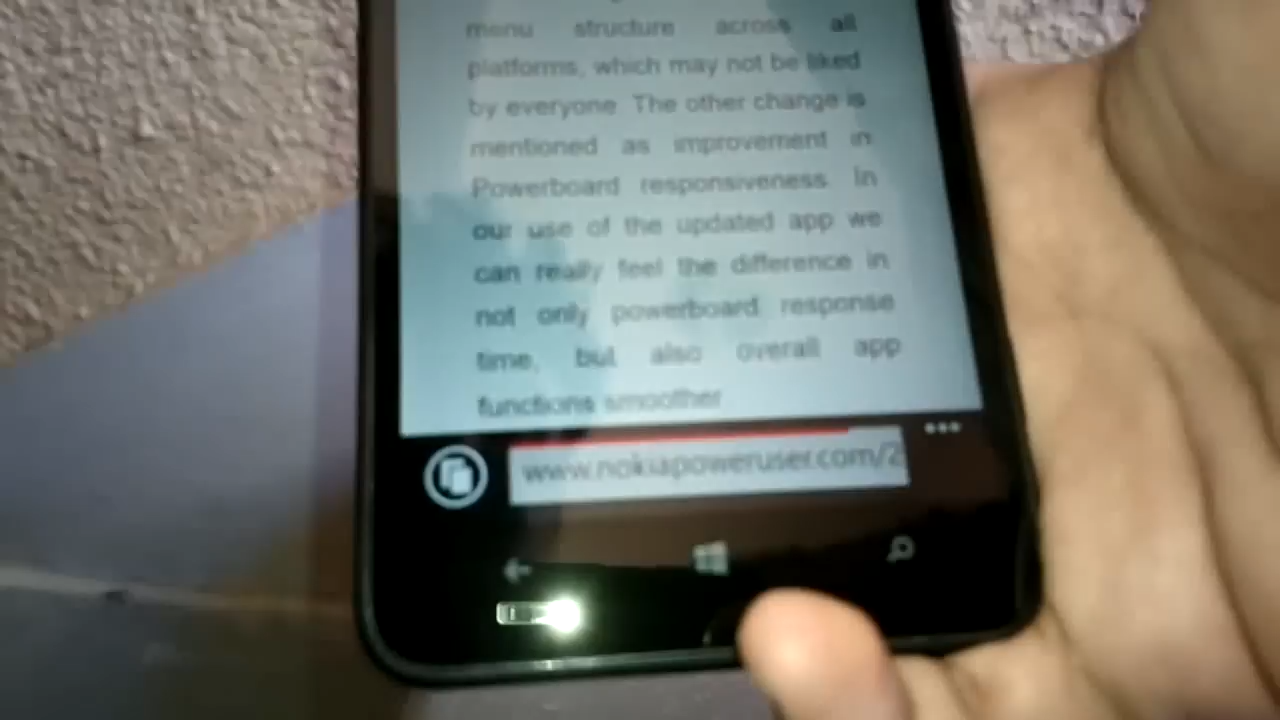 menu structure across all
platforms, which may not be liked
by everyone. The other change is
mentioned as improvement in
Powerboard responsiveness. In
our use of the updated app we
can really feel the difference in
not only powerboard response
time, but also overall app
functions smoother
www.nokiapoweruser.com/2